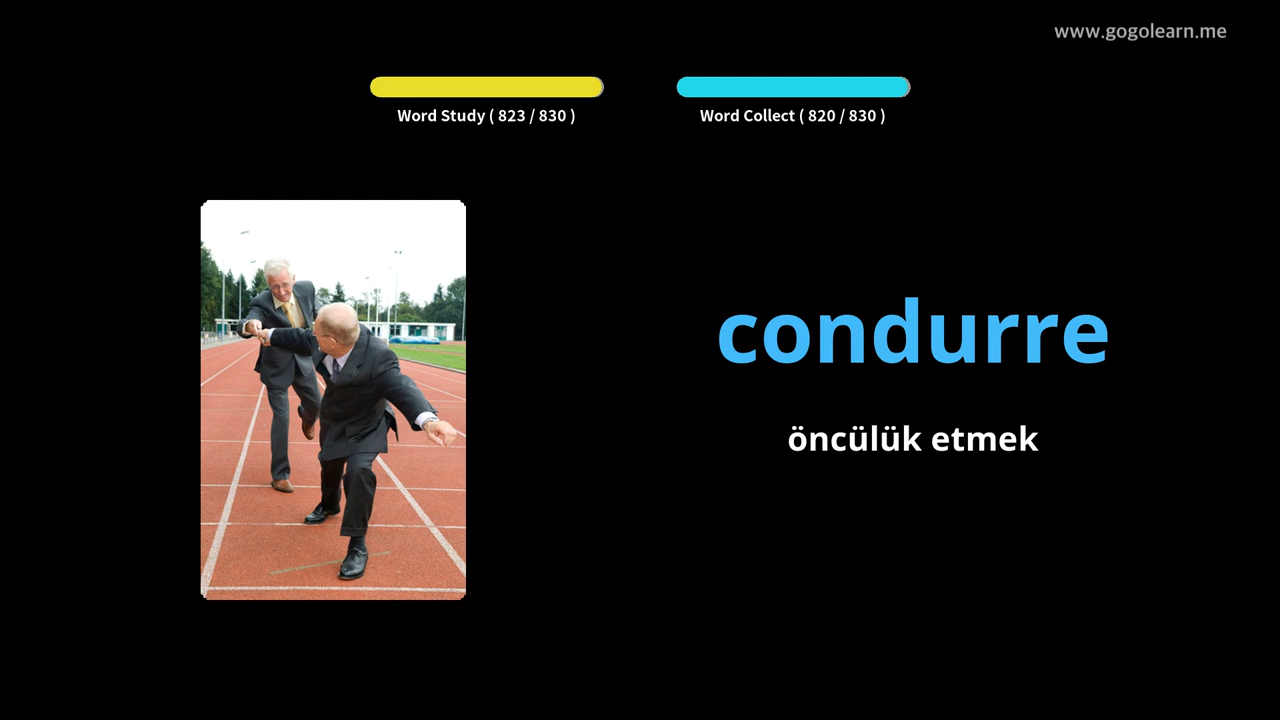 www.gogolearn.me
Word Study ( 823 / 830 )
Word Collect ( 820 / 830 )
condurre
öncülük etmek